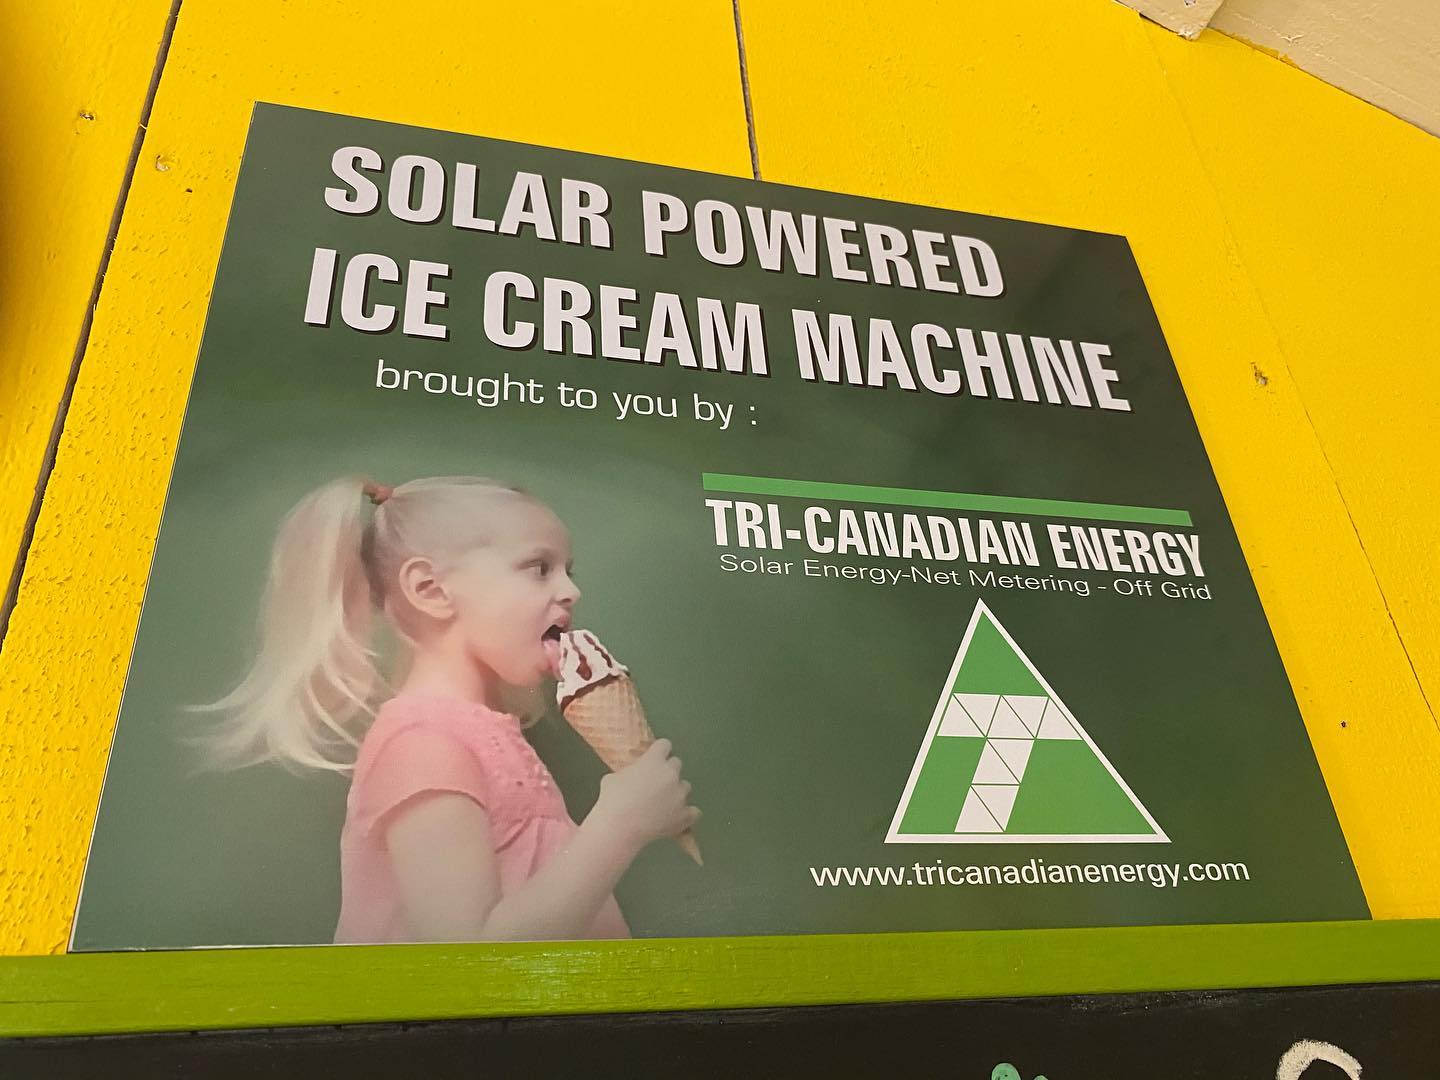 SOLAR POWERED
ICE CREAM MACHINE
brought to you by :
TRI-CANADIAN ENERGY
Solar Energy-Net Metering - Off Grid
www.tricanadianenergy.com